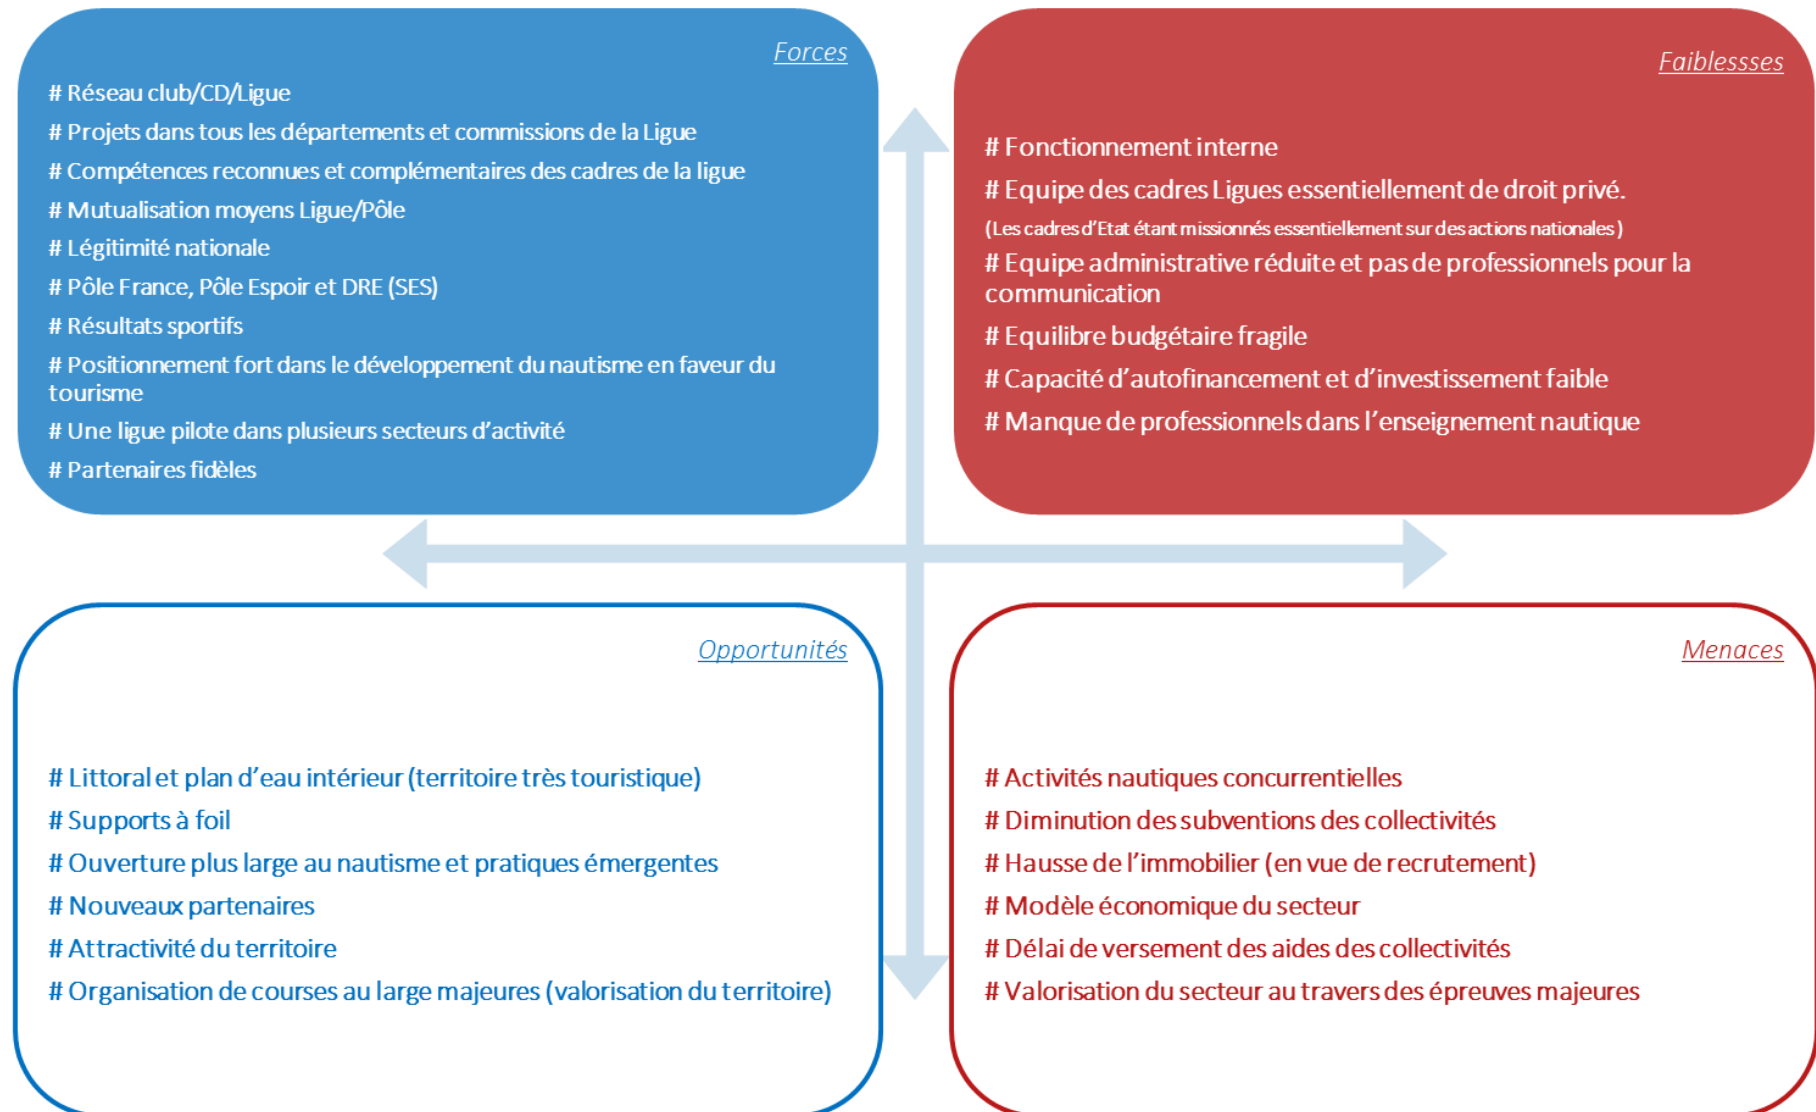 Forces
# Réseau club/CD/Ligue
# Projets dans tous les départements et commissions de la Ligue
# Compétences reconnues et complémentaires des cadres de la ligue
# Mutualisation moyens Ligue/Pôle
# Légitimité nationale
# Pôle France, Pôle Espoir et DRE (SES)
# Résultats sportifs
# Positionnement fort dans le développement du nautisme en faveur du
tourisme
# Une ligue pilote dans plusieurs secteurs d'activité
# Partenaires fidèles
Faiblessses
# Fonctionnement interne
# Equipe des cadres Ligues essentiellement de droit privé.
(Les cadres d'Etat étant missionnés essentiellement sur des actions nationales )
# Equipe administrative réduite et pas de professionnels pour la
communication
# Equilibre budgétaire fragile
# Capacité d'autofinancement et d'investissement faible
# Manque de professionnels dans l'enseignement nautique
Opportunités
# Littoral et plan d'eau intérieur (territoire très touristique)
# Supports à foil
# Ouverture plus large au nautisme et pratiques émergentes
# Nouveaux partenaires
# Attractivité du territoire
# Organisation de courses au large majeures (valorisation du territoire)
Menaces
# Activités nautiques concurrentielles
# Diminution des subventions des collectivités
# Hausse de l'immobilier (en vue de recrutement)
# Modèle économique du secteur
# Délai de versement des aides des collectivités
# Valorisation du secteur au travers des épreuves majeures